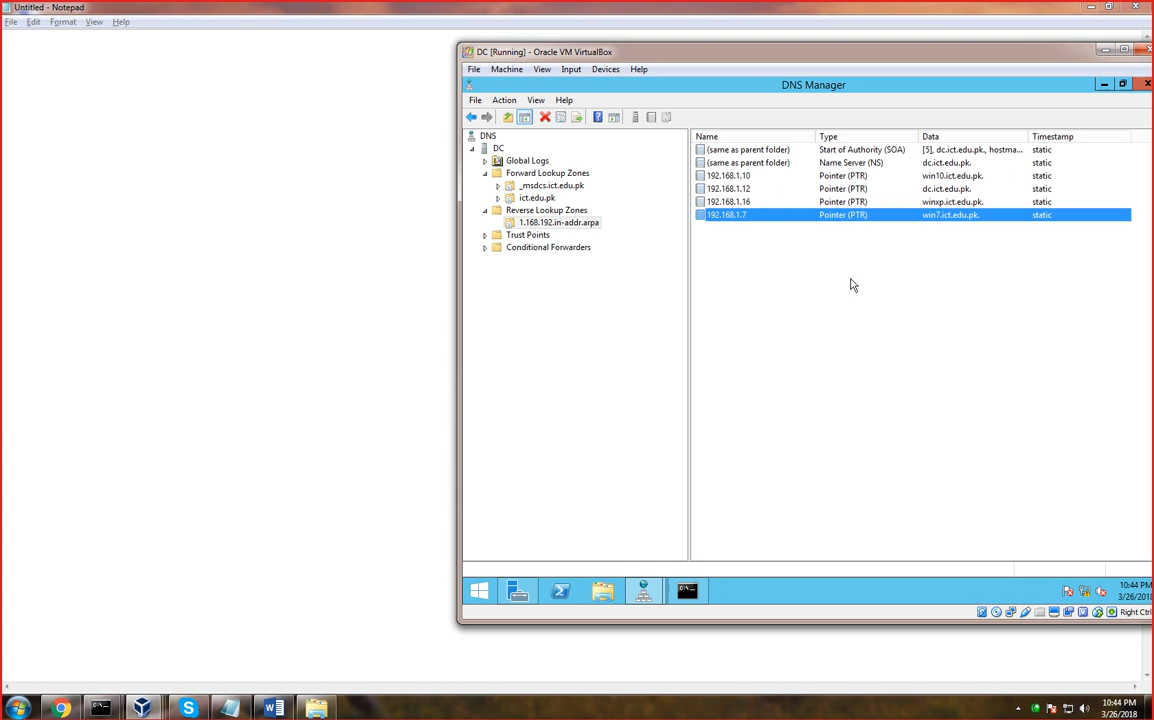 Untitled - Notepad
File Edit Format View Help
DC [Running] - Oracle VM VirtualBox
File Machine View Input Devices Help
DNS Manager
File Action View Help
DNS
DC
Global Logs
Forward Lookup Zones
_msdcs.ict.edu.pk
ict.edu.pk
Reverse Lookup Zones
1.168.192.in-addr.arpa
Trust Points
Conditional Forwarders
Name Type Data Timestamp
(same as parent folder) Start of Authority (SOA) [5], dc.ict.edu.pk., hostma... static
(same as parent folder) Name Server (NS) dc.ict.edu.pk. static
192.168.1.10 Pointer (PTR) win10.ict.edu.pk. static
192.168.1.12 Pointer (PTR) dc.ict.edu.pk. static
192.168.1.16 Pointer (PTR) winxp.ict.edu.pk. static
192.168.1.7 Pointer (PTR) win7.ict.edu.pk. static
10:44 PM
3/26/2018
Right Ctrl
10:44 PM
3/26/2018